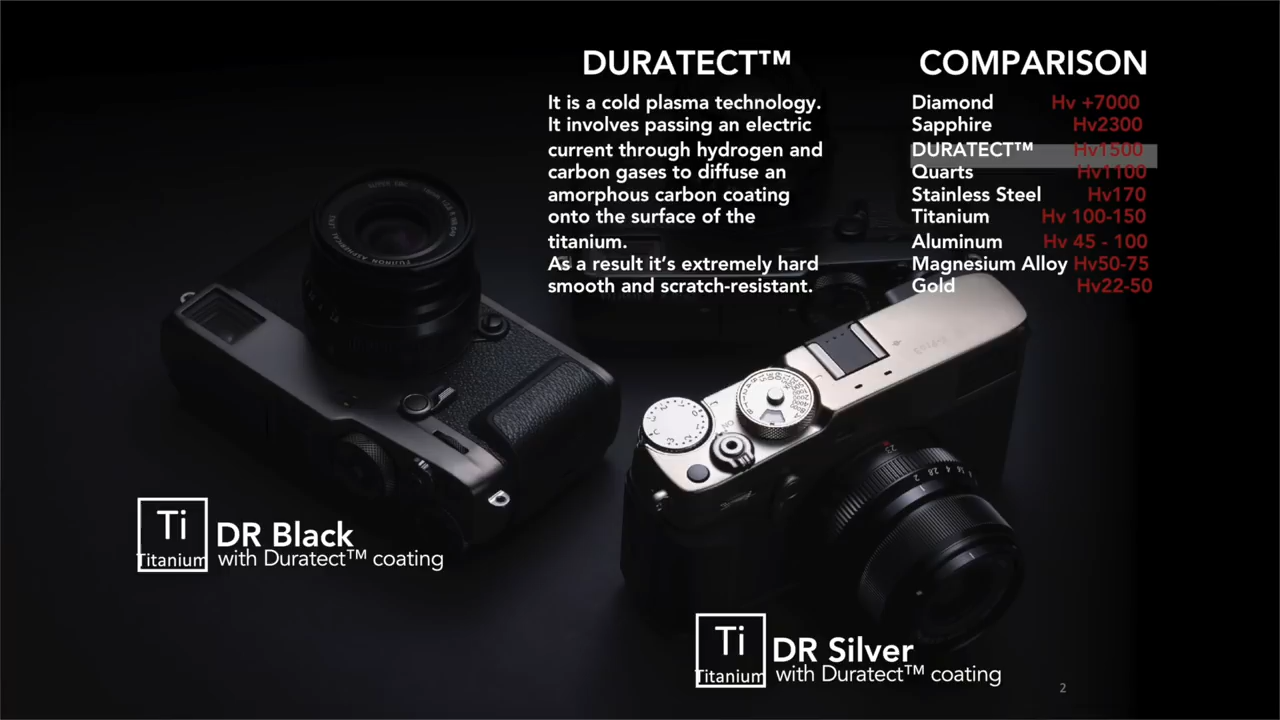 DURATECT™
It is a cold plasma technology.
It involves passing an electric
current through hydrogen and
carbon gases to diffuse an
amorphous carbon coating
onto the surface of the
titanium.
As a result it's extremely hard
smooth and scratch-resistant.
COMPARISON
Diamond Hv +7000
Sapphire Hv2300
DURATECT™ Hv1500
Quarts Hv1100
Stainless Steel Hv170
Titanium Hv 100-150
Aluminum Hv 45 - 100
Magnesium Alloy Hv50-75
Gold Hv22-50
Ti
Titanium
DR Black
with Duratect™ coating
Ti
Titanium
DR Silver
with Duratect™ coating
2